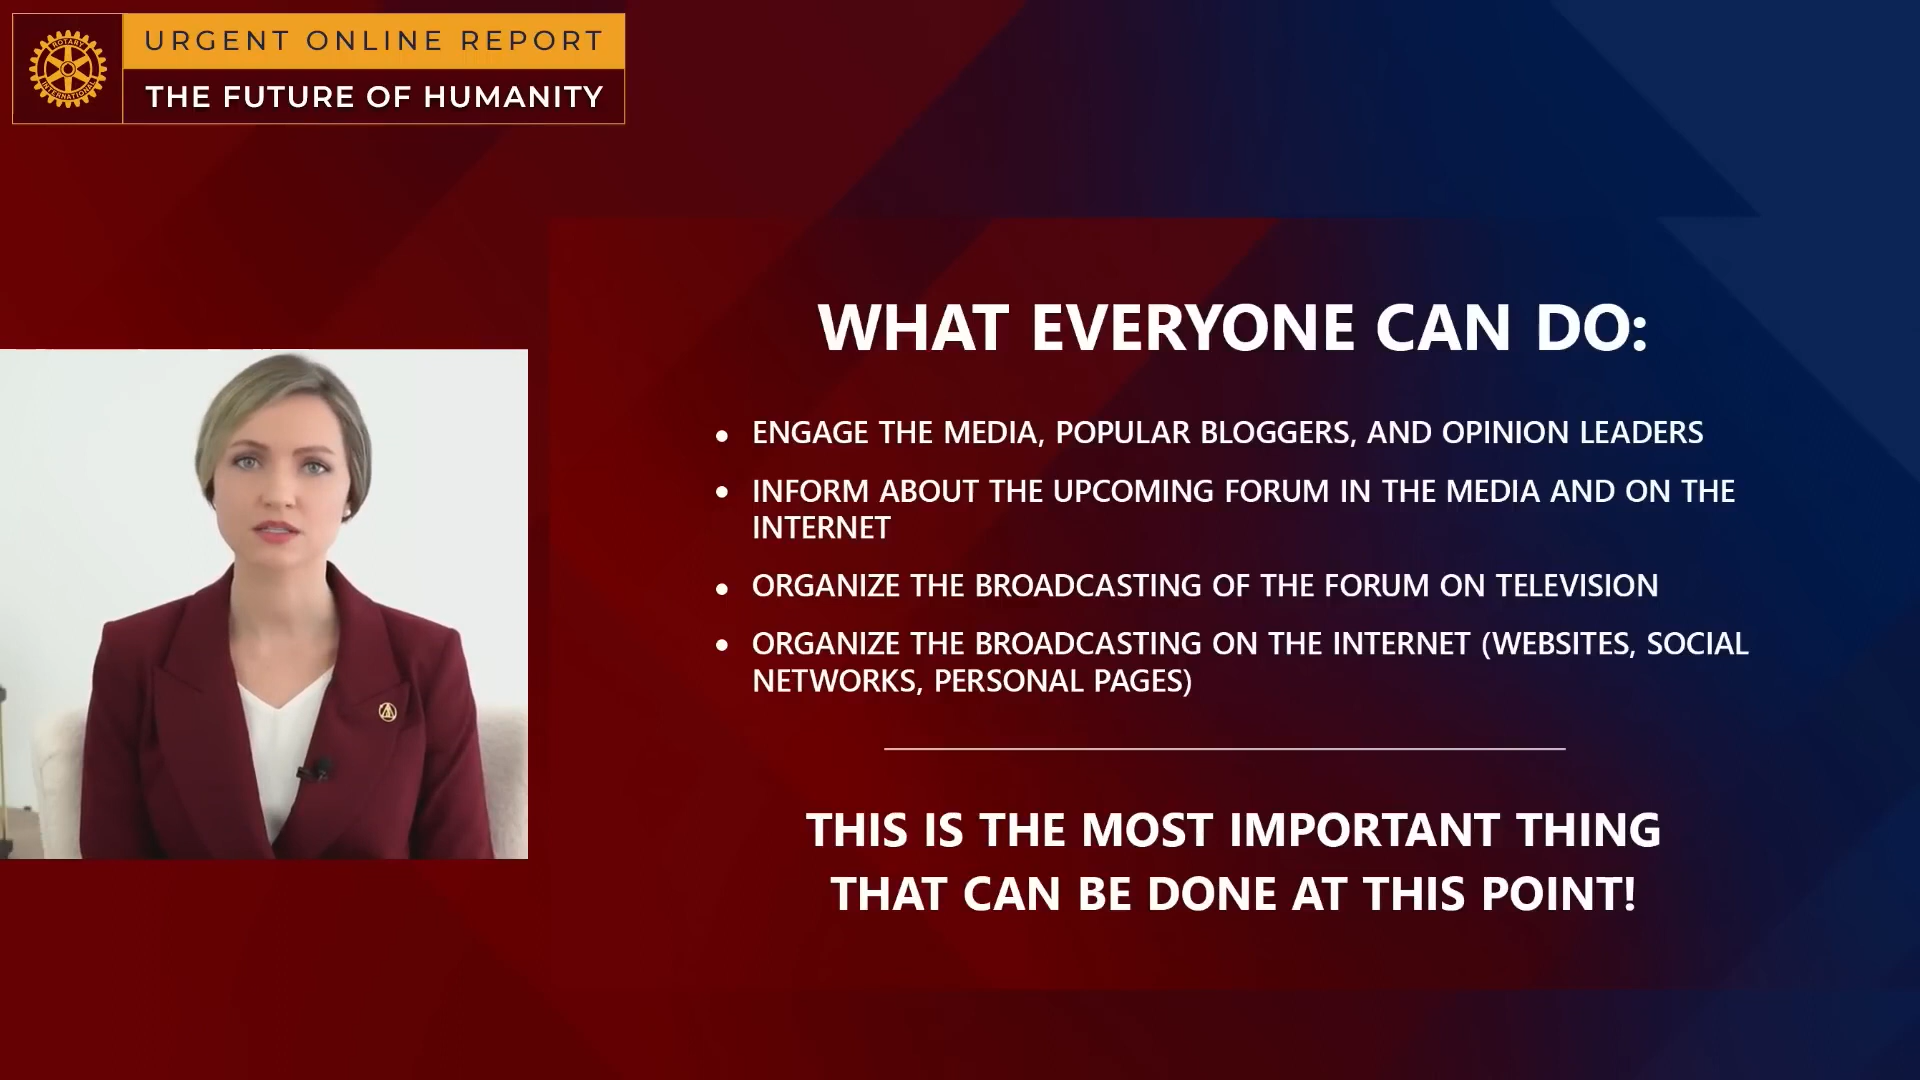 URGENT ONLINE REPORT
ROTARY
INTERNATIONAL
THE FUTURE OF HUMANITY
WHAT EVERYONE CAN DO:
• ENGAGE THE MEDIA, POPULAR BLOGGERS, AND OPINION LEADERS
• INFORM ABOUT THE UPCOMING FORUM IN THE MEDIA AND ON THE
INTERNET
• ORGANIZE THE BROADCASTING OF THE FORUM ON TELEVISION
• ORGANIZE THE BROADCASTING ON THE INTERNET (WEBSITES, SOCIAL
NETWORKS, PERSONAL PAGES)
THIS IS THE MOST IMPORTANT THING
THAT CAN BE DONE AT THIS POINT!